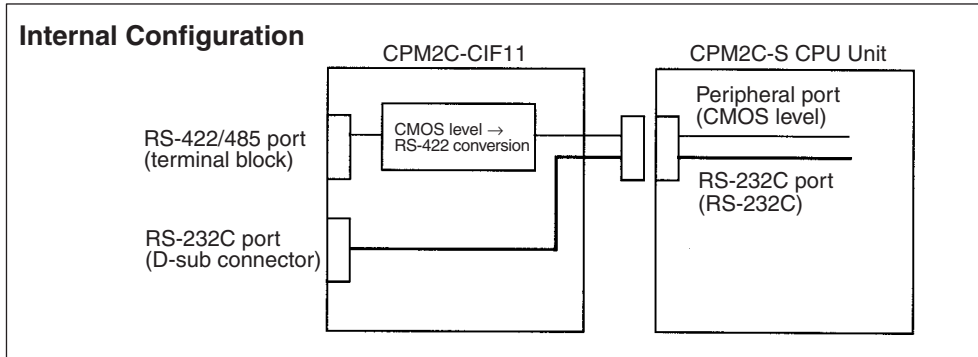 Internal Configuration
CPM2C-CIF11
CPM2C-S CPU Unit
RS-422/485 port
(terminal block)
CMOS level →
RS-422 conversion
Peripheral port
(CMOS level)
RS-232C port
(RS-232C)
RS-232C port
(D-sub connector)